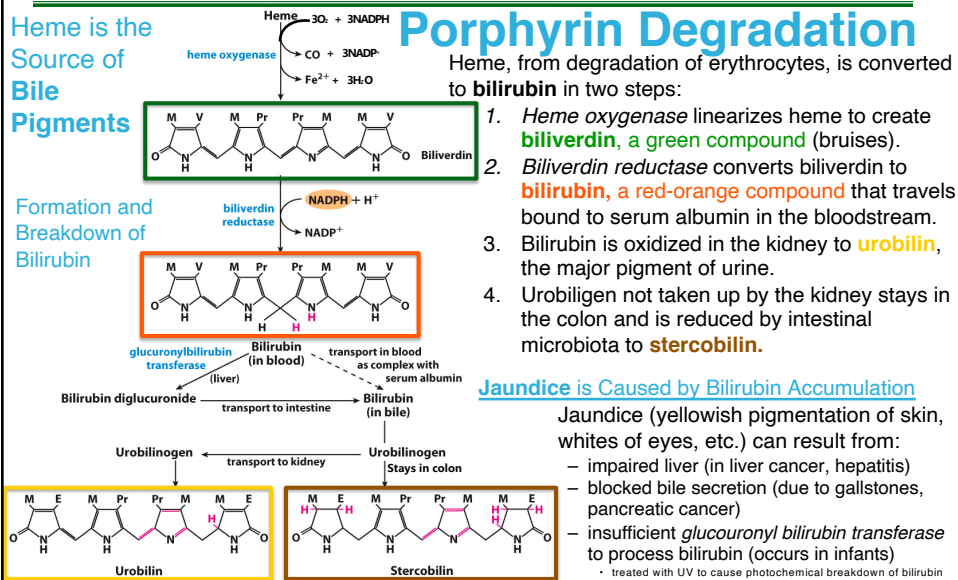 Heme is the
Source of
Bile
Pigments
Porphyrin Degradation
Heme
3O₂ + 3NADPH
heme oxygenase
CO + 3NADP⁺
Fe²⁺ + 3H₂O
M V M Pr Pr M M V
O N H N H N N H O
Biliverdin
Formation and
Breakdown of
Bilirubin
biliverdin
reductase
NADPH + H⁺
NADP⁺
M V M Pr Pr M M V
O N H N H N H N H O
H H
Bilirubin
(in blood)
glucuronylbilirubin
transferase
(liver)
transport in blood
as complex with
serum albumin
Bilirubin diglucuronide
transport to intestine
Bilirubin
(in bile)
Urobilinogen
transport to kidney
Urobilinogen
Stays in colon
M E M Pr Pr M M E
H
O N H N H N N H O
Urobilin
M E M Pr Pr M M E
H H H H H
O N H N H N N H O
Stercobilin
Heme, from degradation of erythrocytes, is converted
to bilirubin in two steps:
1. Heme oxygenase linearizes heme to create
biliverdin, a green compound (bruises).
2. Biliverdin reductase converts biliverdin to
bilirubin, a red-orange compound that travels
bound to serum albumin in the bloodstream.
3. Bilirubin is oxidized in the kidney to urobilin,
the major pigment of urine.
4. Urobiligen not taken up by the kidney stays in
the colon and is reduced by intestinal
microbiota to stercobilin.
Jaundice is Caused by Bilirubin Accumulation
Jaundice (yellowish pigmentation of skin,
whites of eyes, etc.) can result from:
– impaired liver (in liver cancer, hepatitis)
– blocked bile secretion (due to gallstones,
pancreatic cancer)
– insufficient glucouronyl bilirubin transferase
to process bilirubin (occurs in infants)
• treated with UV to cause photochemical breakdown of bilirubin